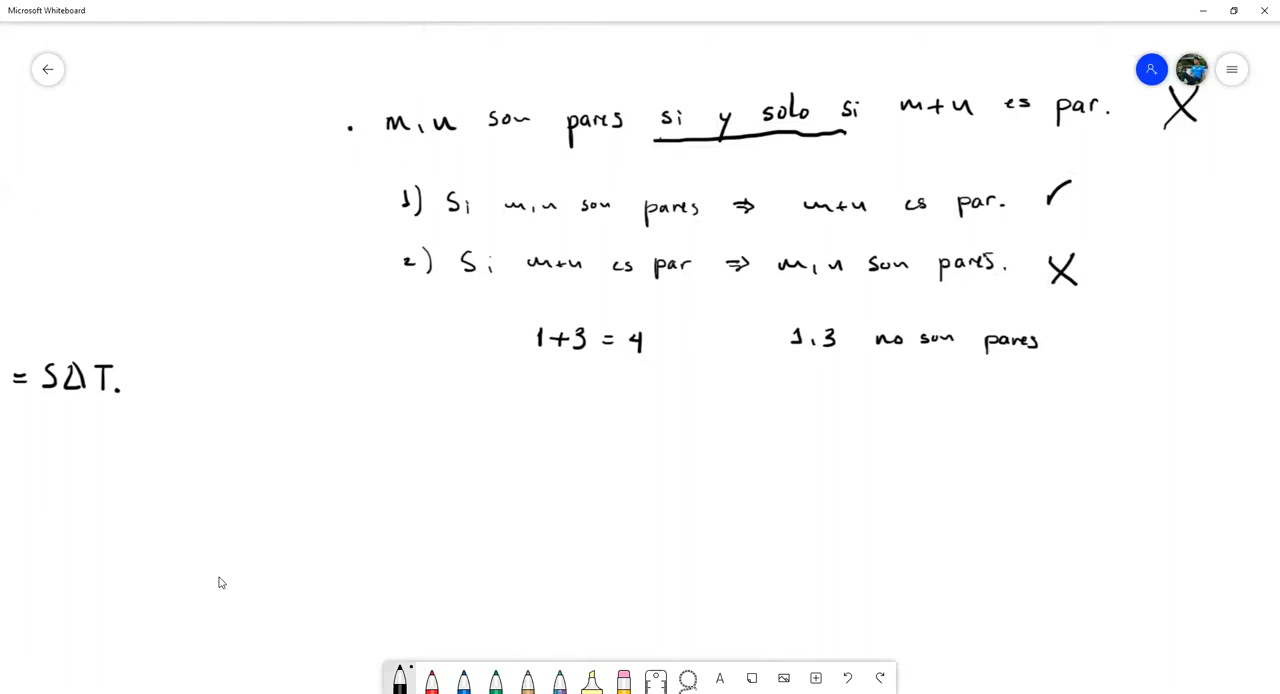 Microsoft Whiteboard
. m, n son pares si y solo si m+n es par. X
1) Si m, n son pares ⇒ m+n es par. ✓
2) Si m+n es par ⇒ m, n son pares. X
1+3 = 4 1, 3 no son pares
= SΔT.
A